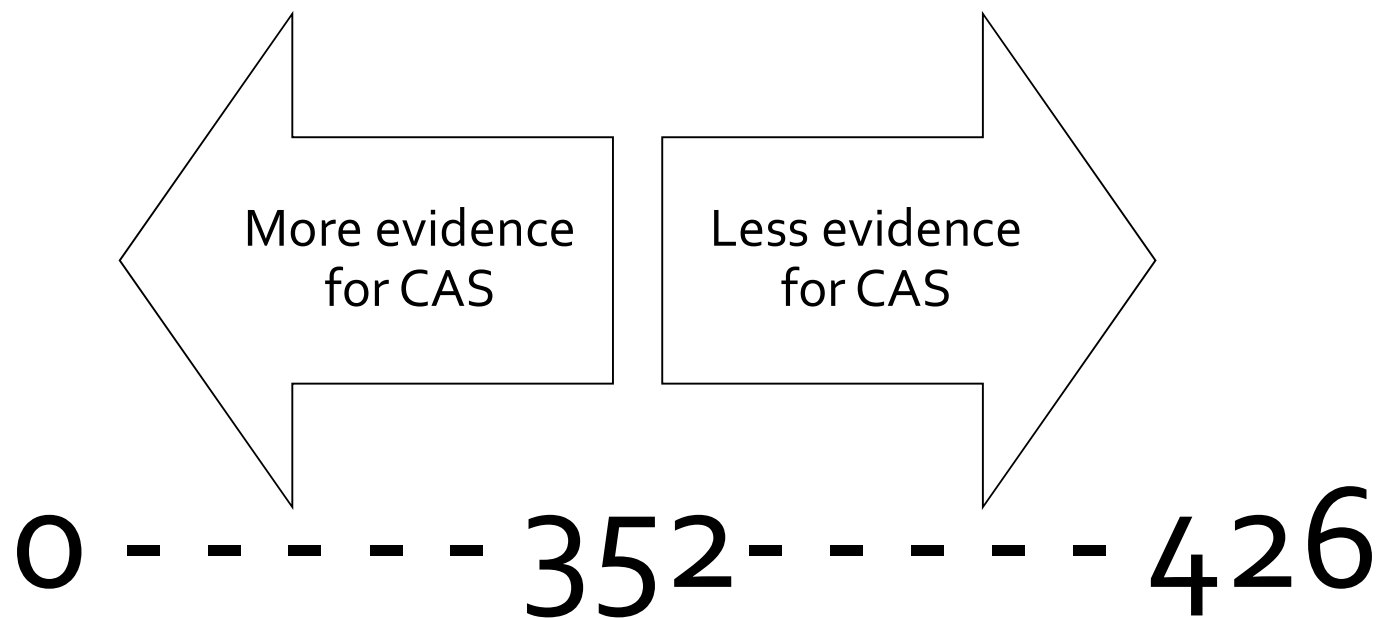 More evidence
for CAS
Less evidence
for CAS
0 - - - - - 352 - - - - - 426